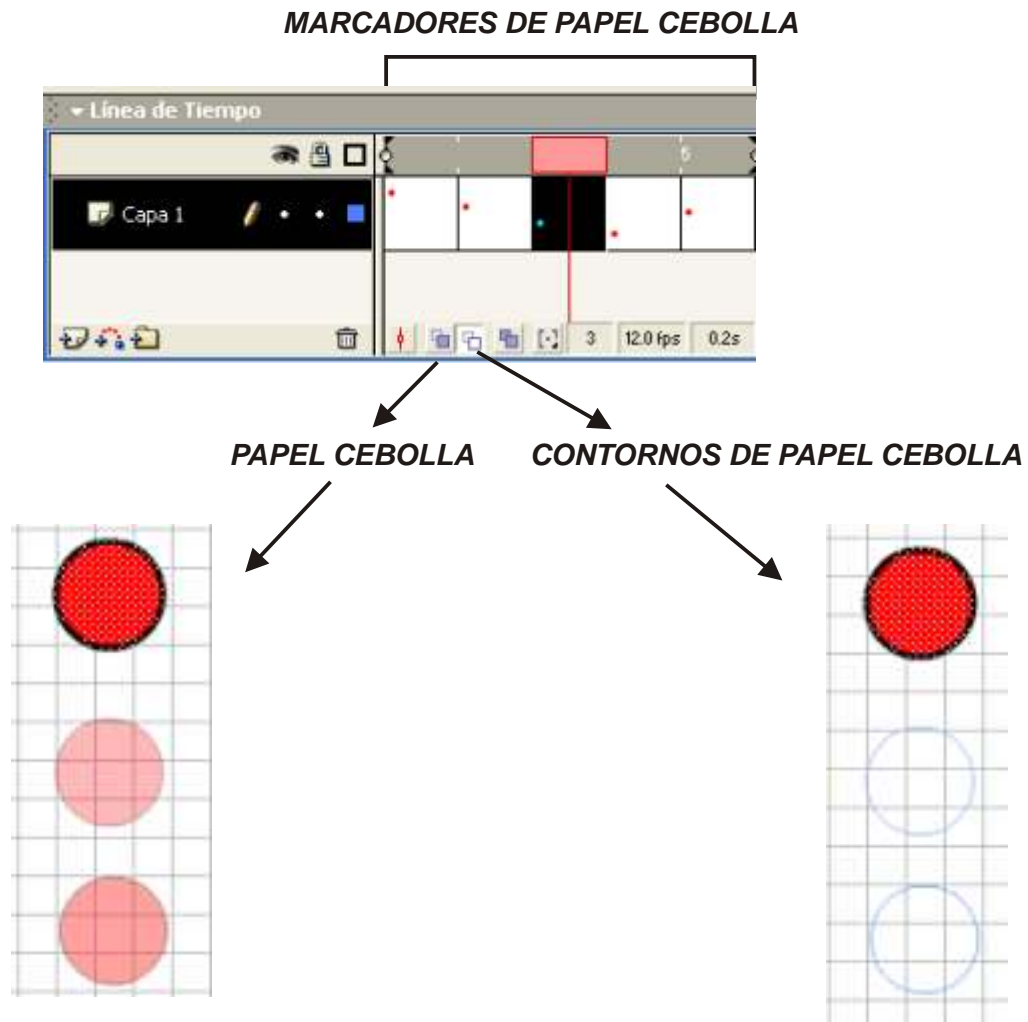 MARCADORES DE PAPEL CEBOLLA
Línea de Tiempo
5
Capa 1
3 12.0 fps 0.2s
PAPEL CEBOLLA CONTORNOS DE PAPEL CEBOLLA